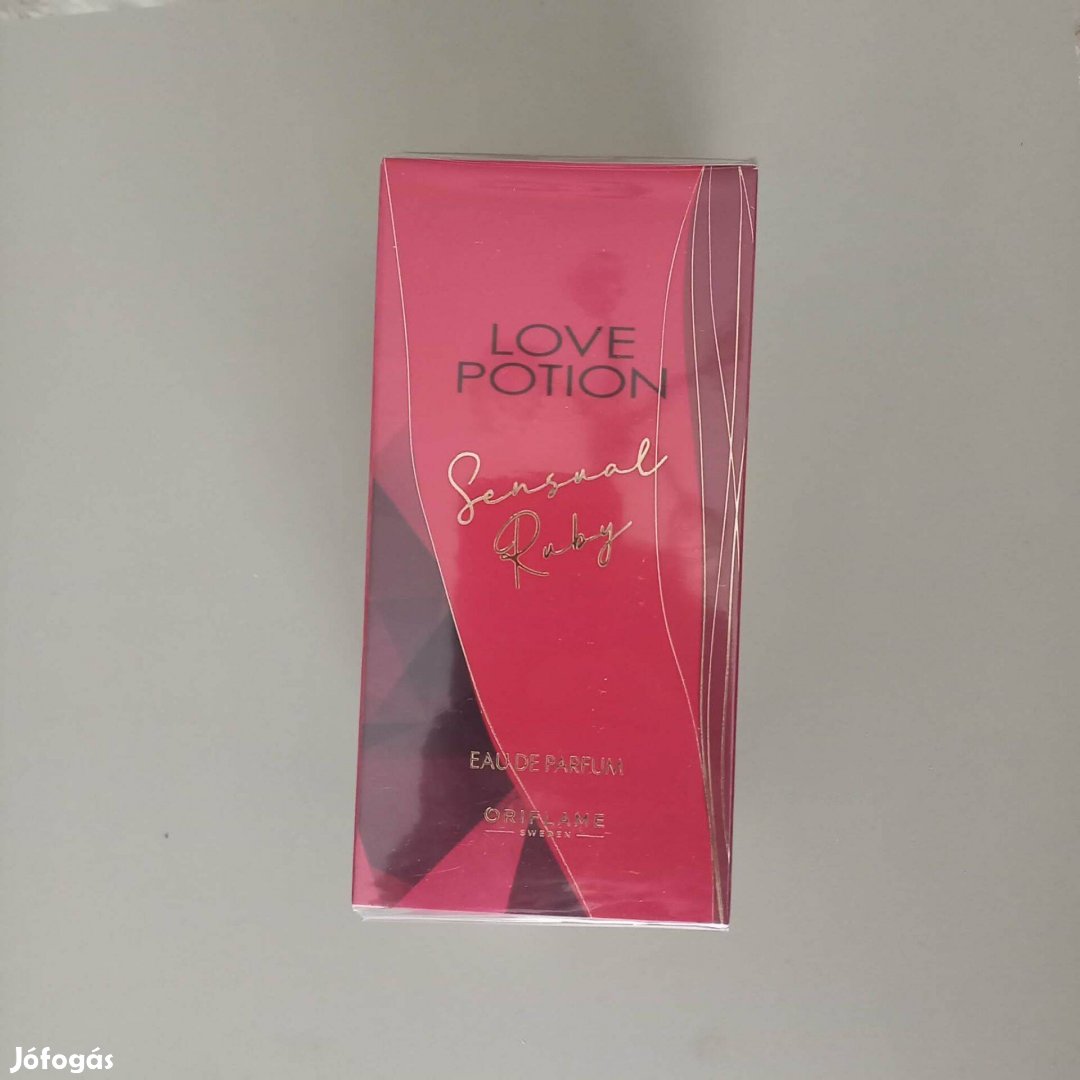 LOVE
POTION
Sensual
Ruby
EAU DE PARFUM
ORIFLAME
SWEDEN
Jófogás